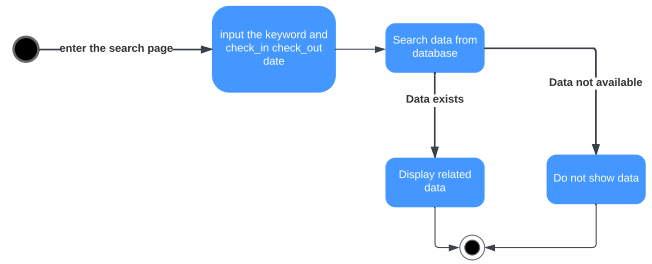 enter the search page
input the keyword and
check_in check_out
date
Search data from
database
Data exists
Data not available
Display related
data
Do not show data